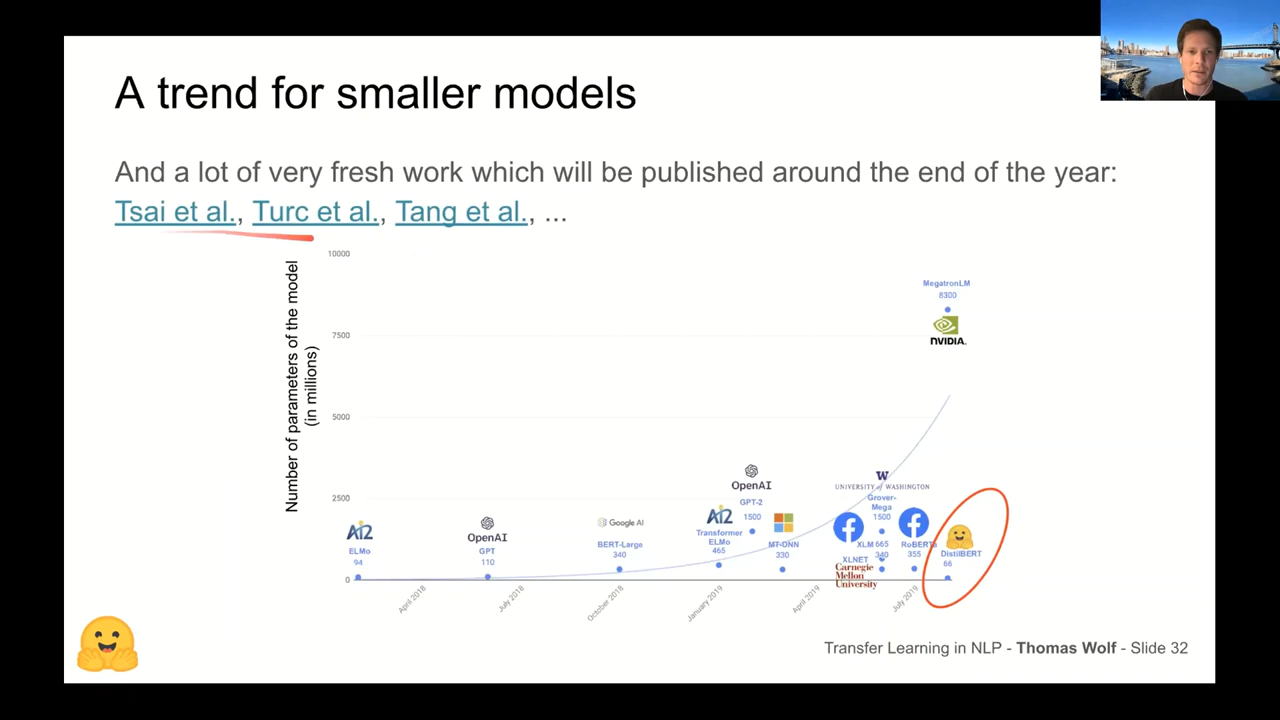 A trend for smaller models
And a lot of very fresh work which will be published around the end of the year:
Tsai et al., Turc et al., Tang et al., ...
Number of parameters of the model
(in millions)
10000
7500
5000
2500
0
MegatronLM
8300
NVIDIA.
AI2
ELMo
94
OpenAI
GPT
110
Google AI
BERT-Large
340
AI2
Transformer
ELMo
465
OpenAI
GPT-2
1500
MT-DNN
330
W
UNIVERSITY of WASHINGTON
Grover-
Mega
1500
XLM 665
XLNET 340
Carnegie
Mellon
University
RoBERTa
355
DistilBERT
66
April 2018
July 2018
October 2018
January 2019
April 2019
July 2019
Transfer Learning in NLP - Thomas Wolf - Slide 32